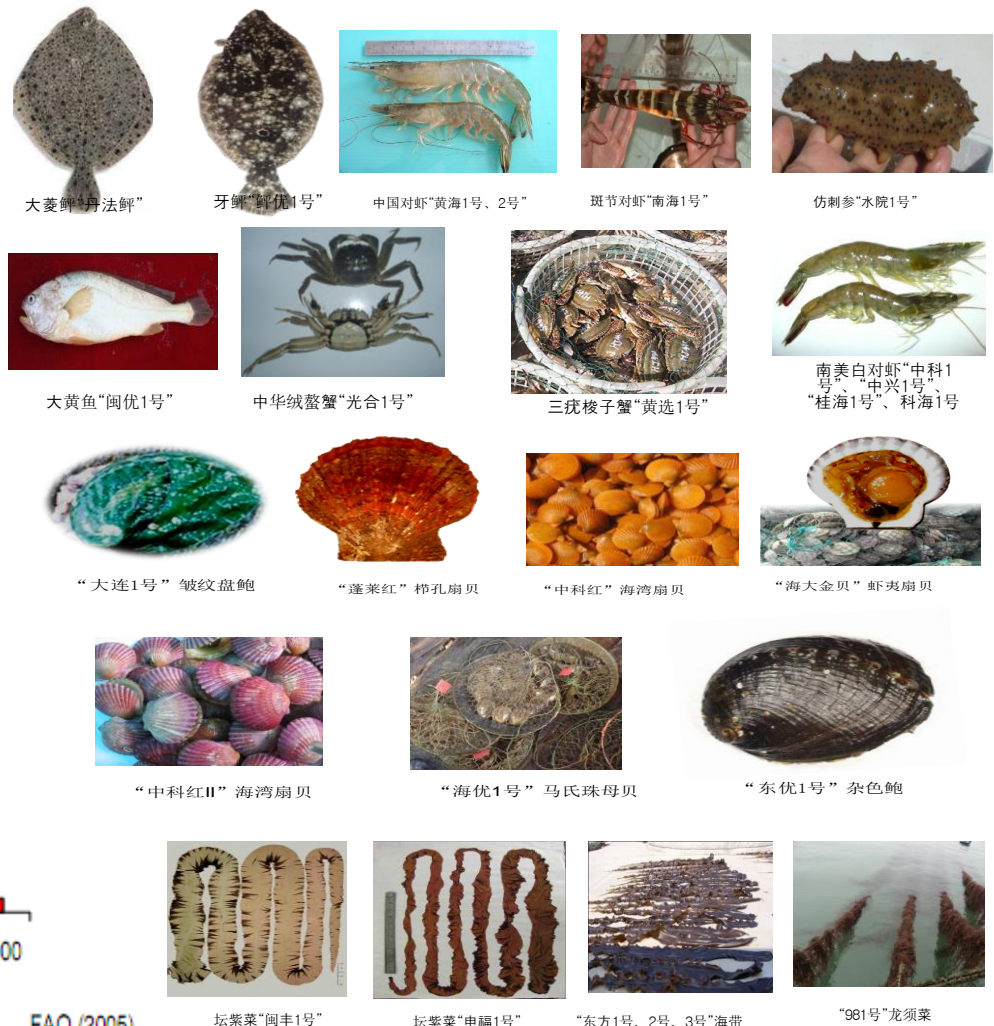 大菱鲆“丹法鲆”
牙鲆“鲆优1号”
中国对虾“黄海1号、2号”
斑节对虾“南海1号”
仿刺参“水院1号”
大黄鱼“闽优1号”
中华绒螯蟹“光合1号”
三疣梭子蟹“黄选1号”
南美白对虾“中科1
号”、“中兴1号”、
“桂海1号”、科海1号
“大连1号”皱纹盘鲍
“蓬莱红”栉孔扇贝
“中科红”海湾扇贝
“海大金贝”虾夷扇贝
“中科红II”海湾扇贝
“海优1号”马氏珠母贝
“东优1号”杂色鲍
00
FAO (2005)
坛紫菜“闽丰1号”
坛紫菜“申福1号”
“东方1号、2号、3号”海带
“981号”龙须菜